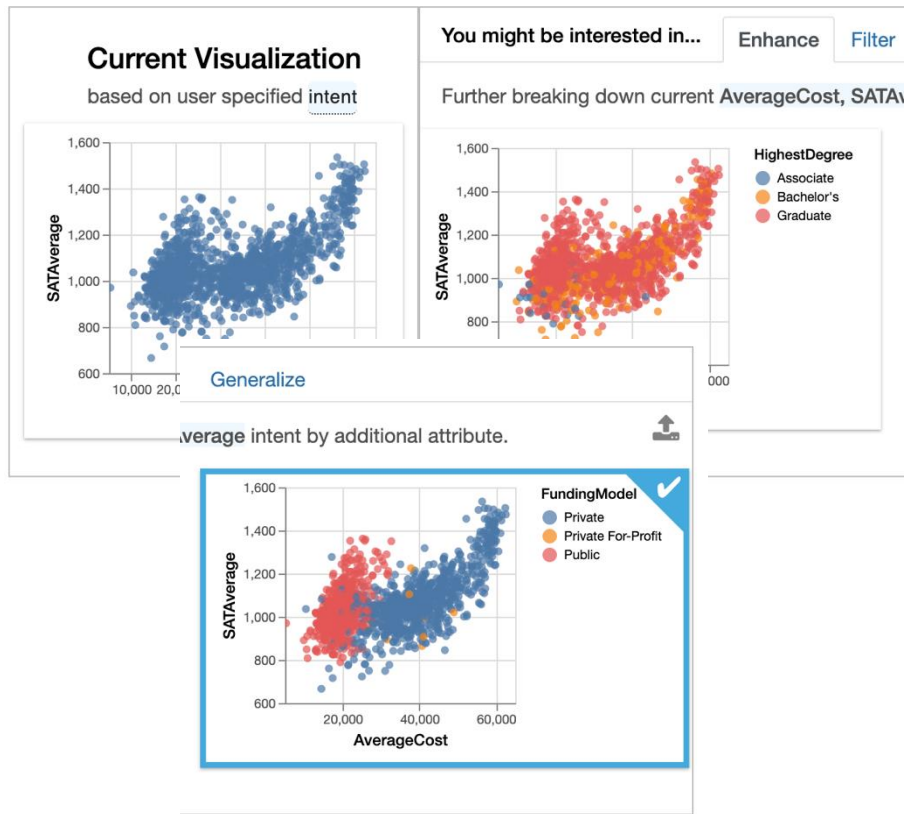 Current Visualization
based on user specified intent
1,600
1,400
1,200
1,000
800
600
SATAverage
10,000 20,0
You might be interested in...
Enhance
Filter
Further breaking down current AverageCost, SATAv
1,600
1,400
1,200
1,000
800
SATAverage
000
HighestDegree
Associate
Bachelor's
Graduate
Generalize
Average intent by additional attribute.
1,600
1,400
1,200
1,000
800
600
SATAverage
20,000 40,000 60,000
AverageCost
FundingModel
Private
Private For-Profit
Public